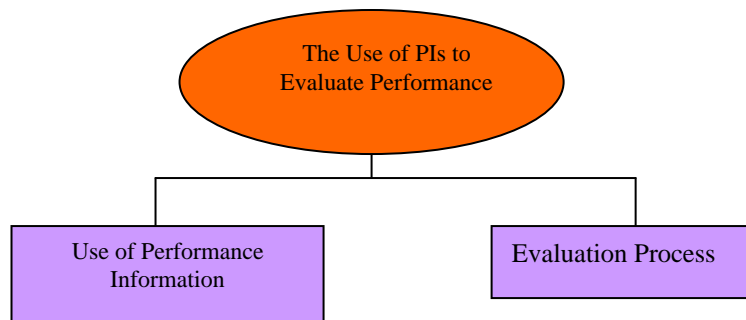 The Use of PIs to
Evaluate Performance
Use of Performance
Information
Evaluation Process